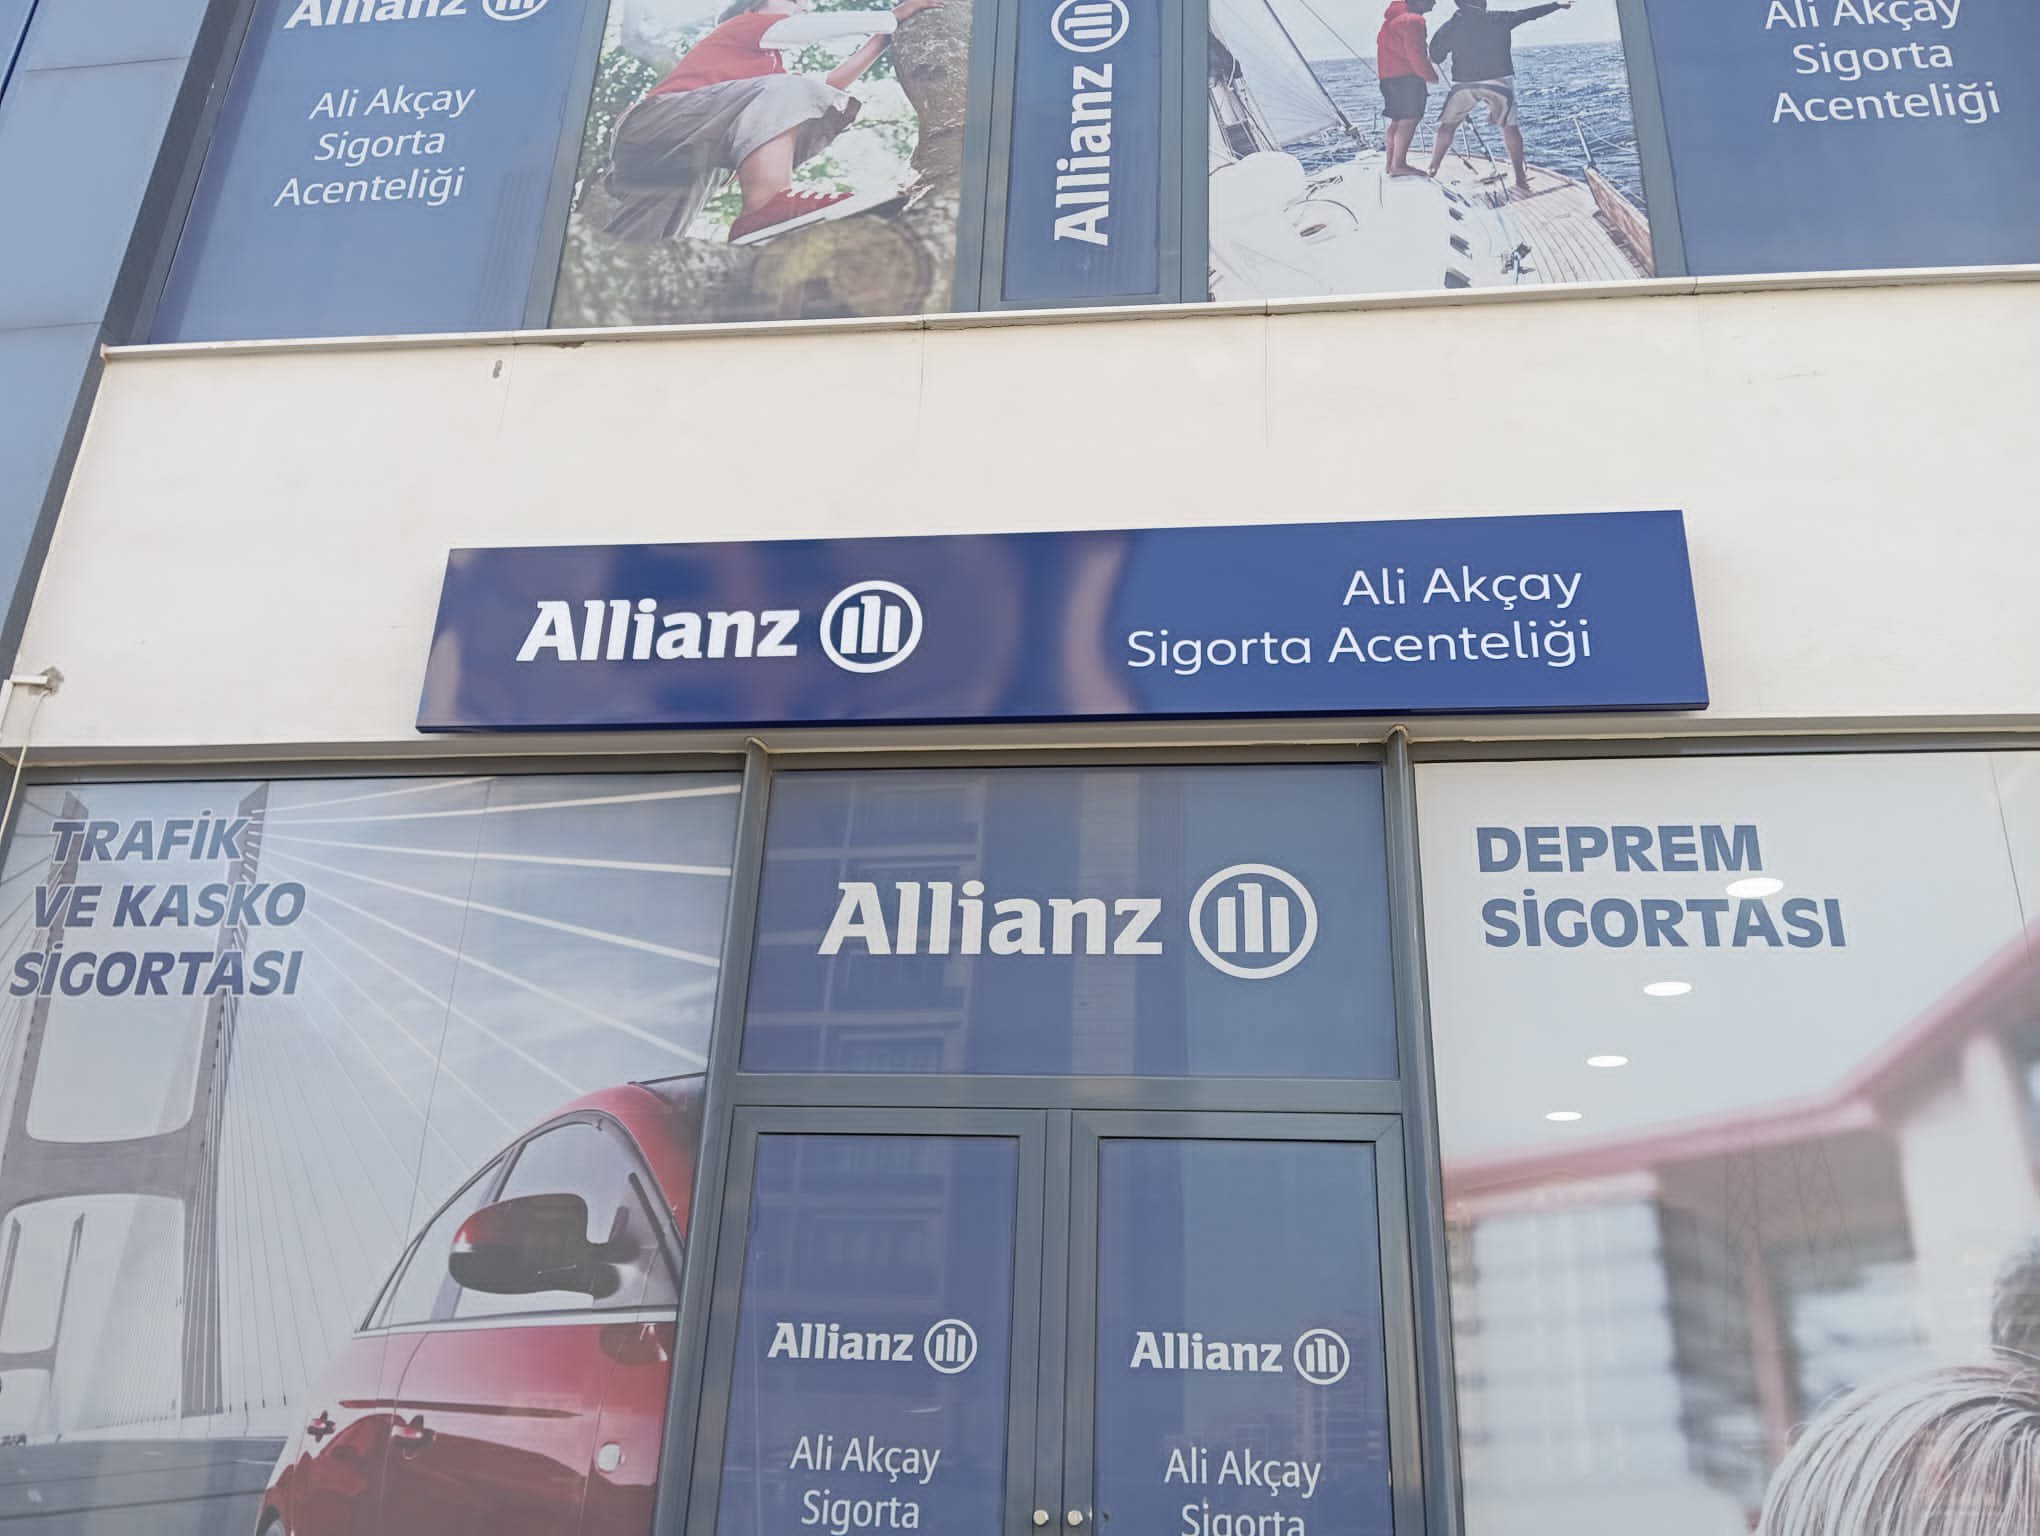 Allianz
Ali Akçay
Sigorta
Acenteliği
Allianz
Ali Akçay
Sigorta
Acenteliği
Allianz
Ali Akçay
Sigorta Acenteliği
TRAFİK
VE KASKO
SİGORTASI
Allianz
DEPREM
SİGORTASI
Allianz
Ali Akçay
Sigorta
Allianz
Ali Akçay
Sigorta